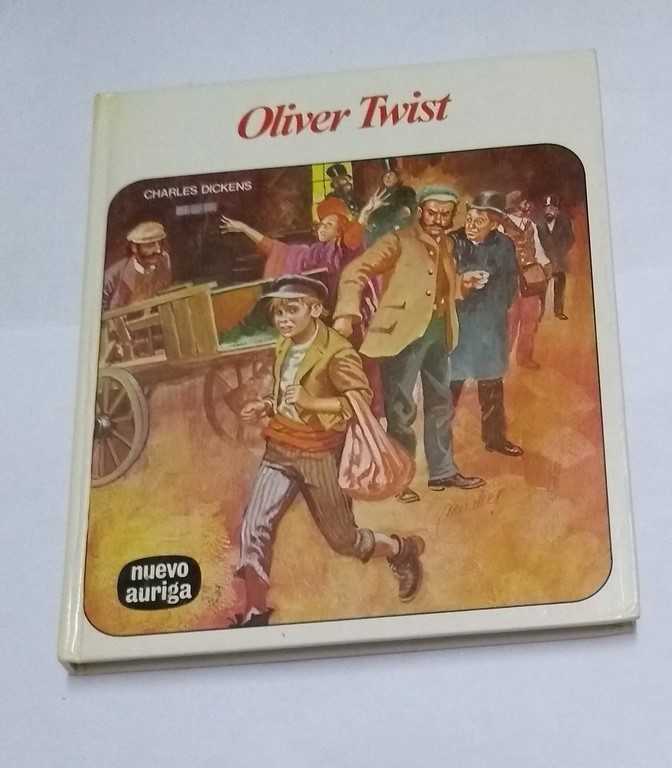 Oliver Twist
CHARLES DICKENS
nuevo
auriga